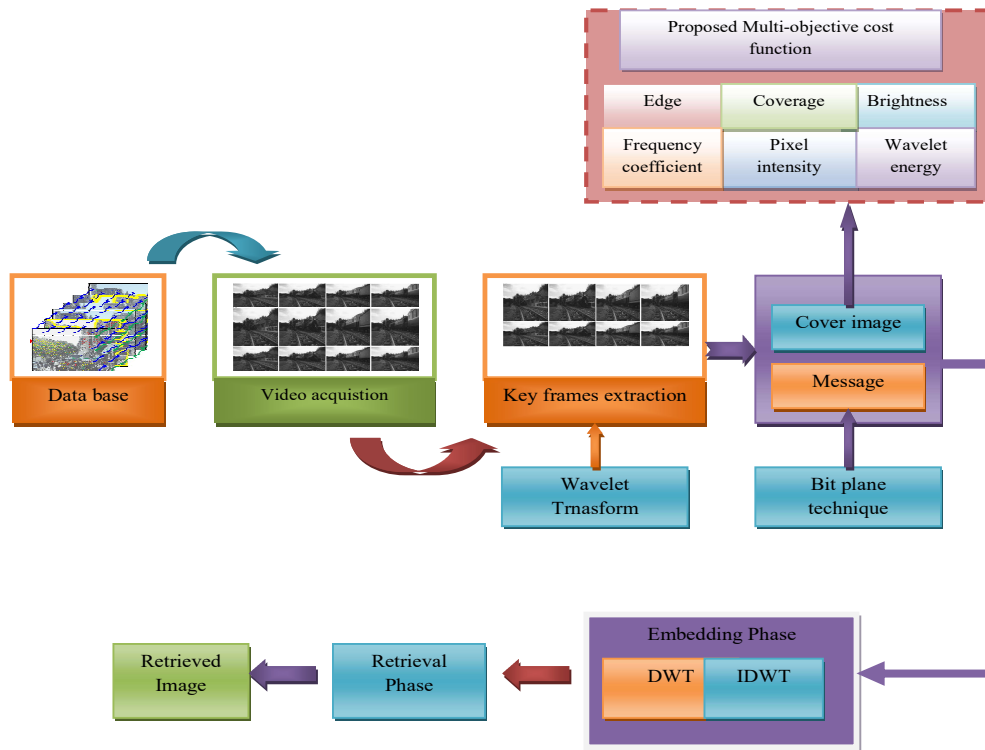 Proposed Multi-objective cost
function
Edge
Coverage
Brightness
Frequency
coefficient
Pixel
intensity
Wavelet
energy
Data base
Video acquistion
Key frames extraction
Cover image
Message
Wavelet
Trnasform
Bit plane
technique
Retrieved
Image
Retrieval
Phase
Embedding Phase
DWT
IDWT